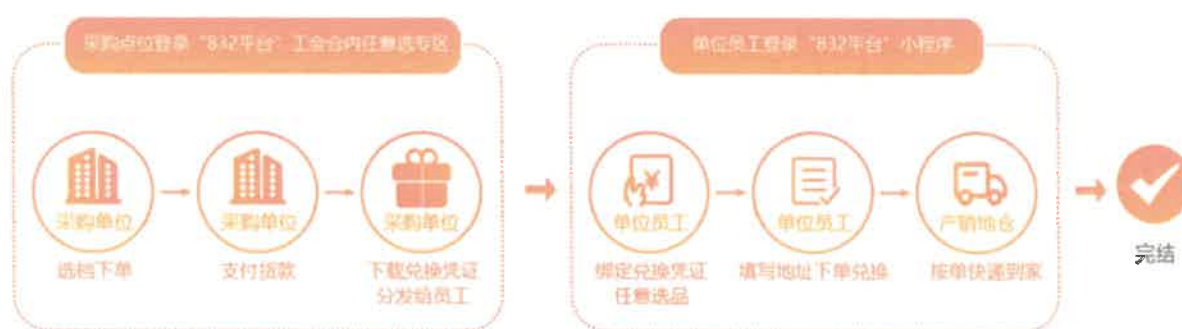 采购点位登录“832平台”工会合内任意选专区
单位员工登录“832平台”小程序
采购单位
采购单位
采购单位
单位员工
单位员工
产销地仓
选档下单
支付货款
下载兑换凭证
分发给员工
绑定兑换凭证
任意选品
填写地址下单兑换
按单快递到家
完结